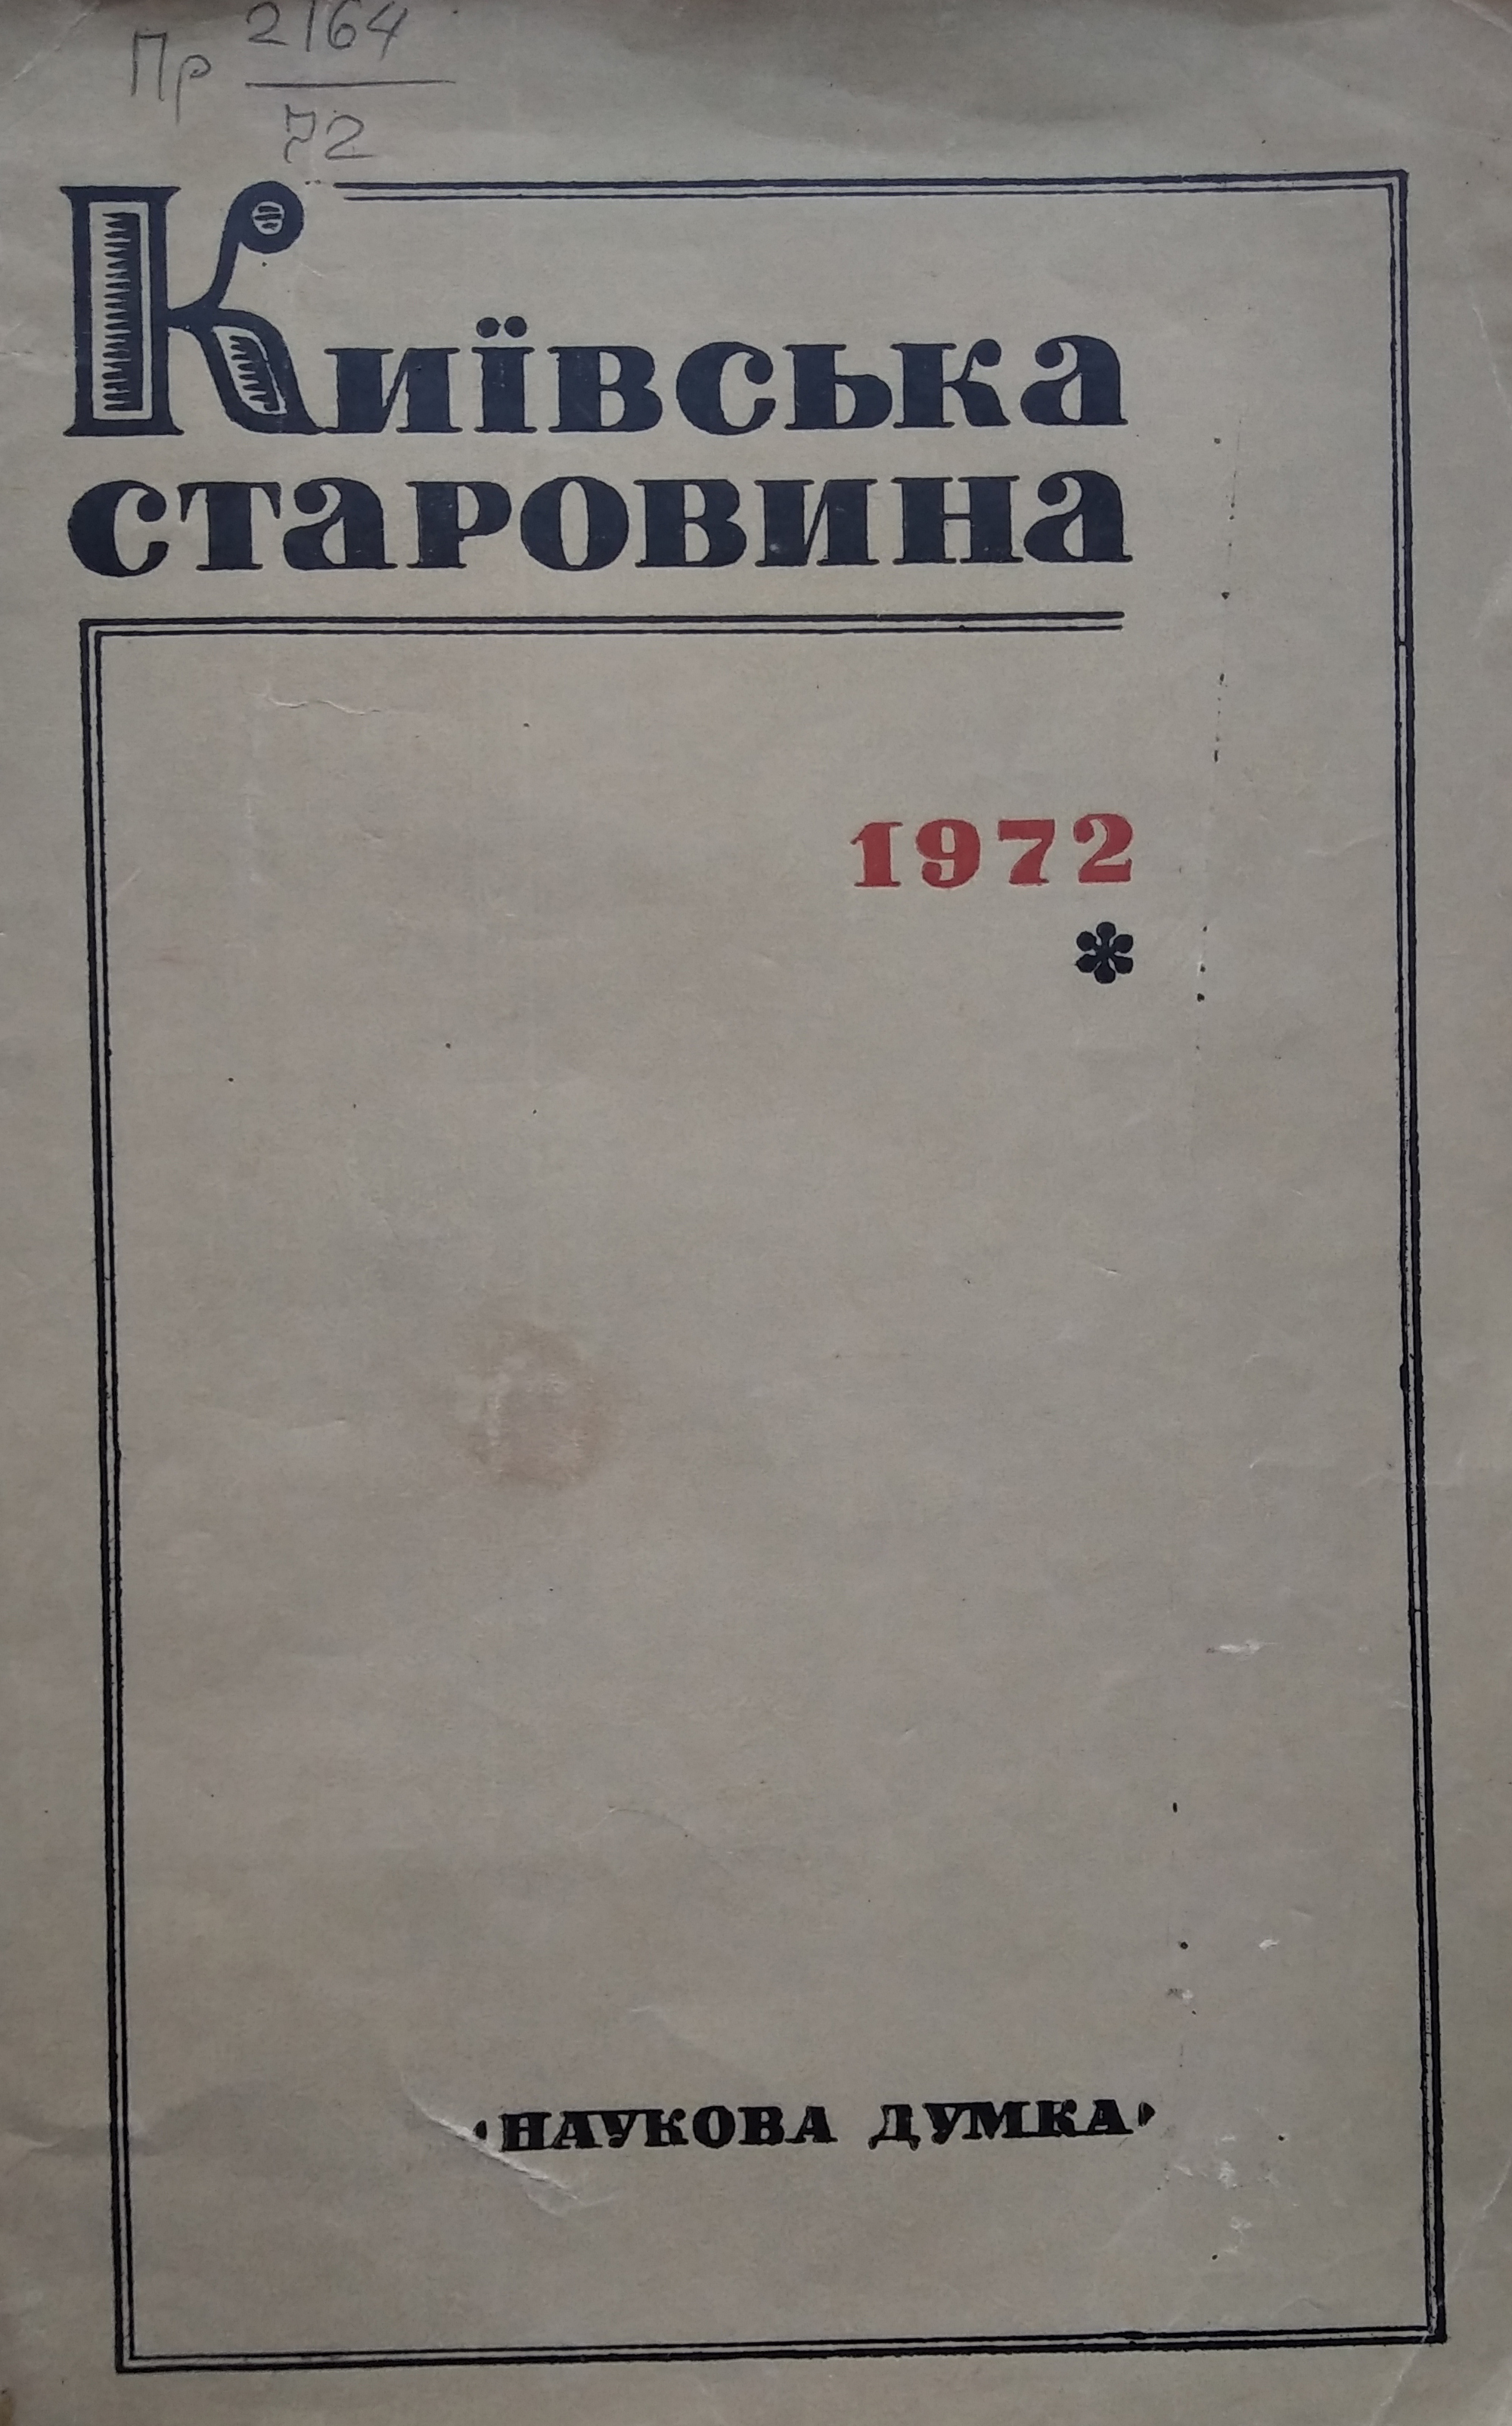 Пр 2164
72
Київська
старовина
1972
*
«НАУКОВА ДУМКА»